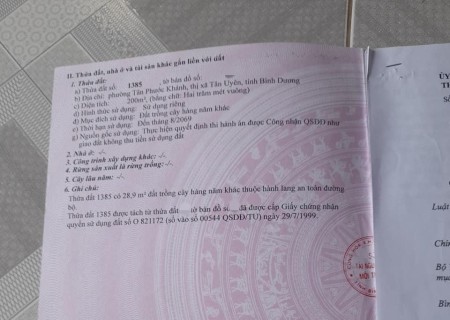 II. Thửa đất, nhà ở và tài sản khác gắn liền với đất
1. Thửa đất:
a) Thửa đất số: 1385 , tờ bản đồ số:
b) Địa chỉ: phường Tân Phước Khánh, thị xã Tân Uyên, tỉnh Bình Dương
c) Diện tích: 200m², (bằng chữ: Hai trăm mét vuông)
d) Hình thức sử dụng: Sử dụng riêng
đ) Mục đích sử dụng: Đất trồng cây hàng năm khác
e) Thời hạn sử dụng: Đến tháng 8/2069
g) Nguồn gốc sử dụng: Thực hiện quyết định thi hành án được Công nhận QSDĐ như
giao đất không thu tiền sử dụng đất
2. Nhà ở: -/-
3. Công trình xây dựng khác: -/-
4. Rừng sản xuất là rừng trồng: -/-
5. Cây lâu năm: -/-
6. Ghi chú:
Thửa đất 1385 có 28,9 m² đất trồng cây hàng năm khác thuộc hành lang an toàn đường
bộ.
Thửa đất 1385 được tách từ thửa đất tờ bản đồ số đã được cấp Giấy chứng nhận
quyền sử dụng đất số O 821172 (số vào sổ 00544 QSDĐ/TU) ngày 29/7/1999.
ỦY
TH
Luật
Chín
Bộ
mục
Bìn